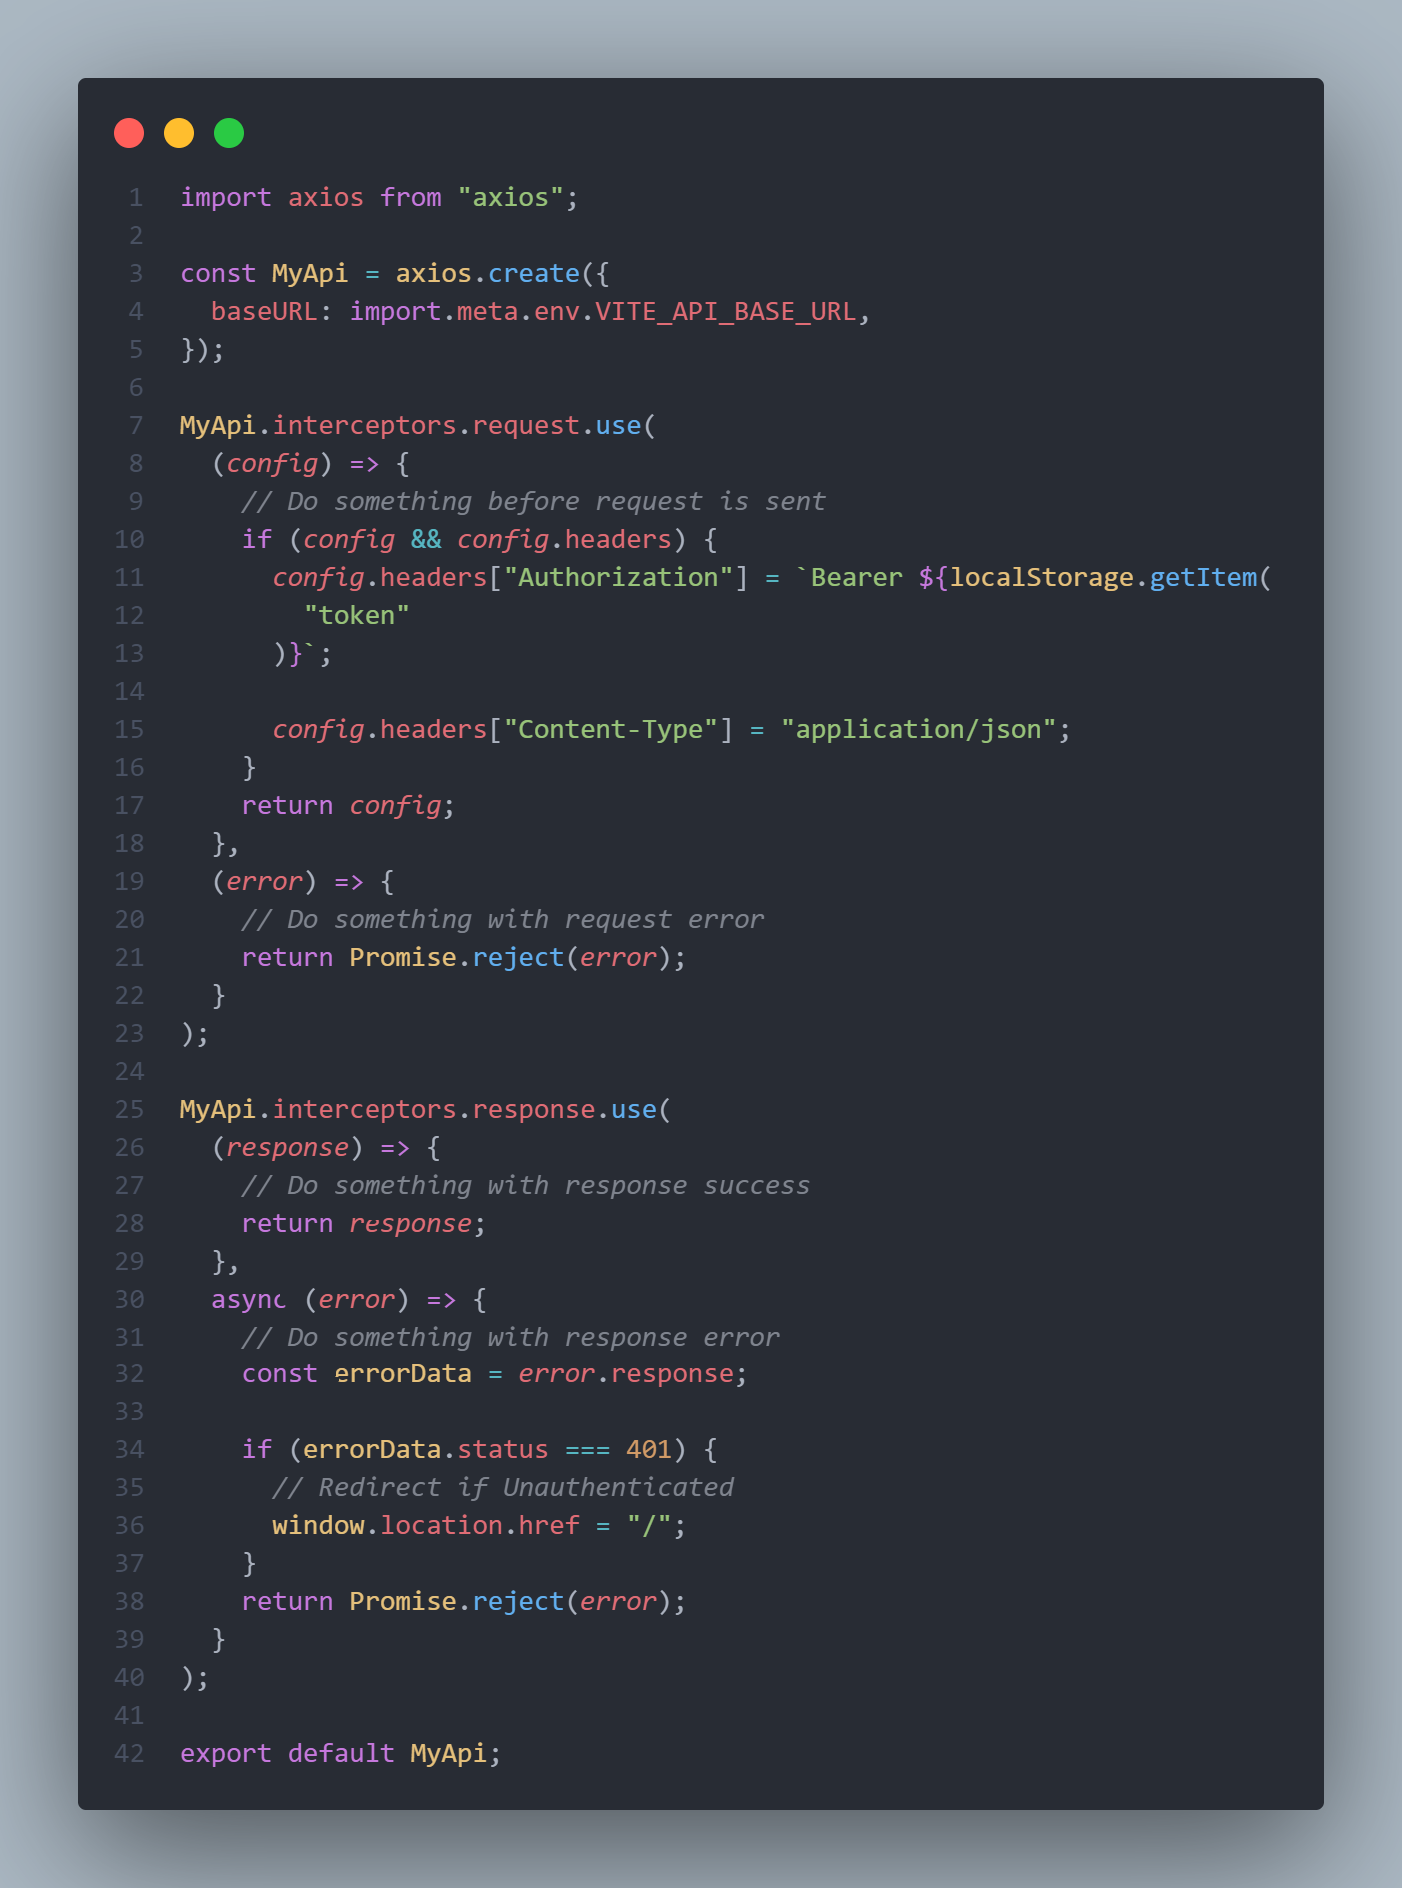 1 import axios from "axios";
2
3 const MyApi = axios.create({
4   baseURL: import.meta.env.VITE_API_BASE_URL,
5 });
6
7 MyApi.interceptors.request.use(
8   (config) => {
9     // Do something before request is sent
10     if (config && config.headers) {
11       config.headers["Authorization"] = `Bearer ${localStorage.getItem(
12         "token"
13       )}`;
14
15       config.headers["Content-Type"] = "application/json";
16     }
17     return config;
18   },
19   (error) => {
20     // Do something with request error
21     return Promise.reject(error);
22   }
23 );
24
25 MyApi.interceptors.response.use(
26   (response) => {
27     // Do something with response success
28     return response;
29   },
30   async (error) => {
31     // Do something with response error
32     const errorData = error.response;
33
34     if (errorData.status === 401) {
35       // Redirect if Unauthenticated
36       window.location.href = "/";
37     }
38     return Promise.reject(error);
39   }
40 );
41
42 export default MyApi;